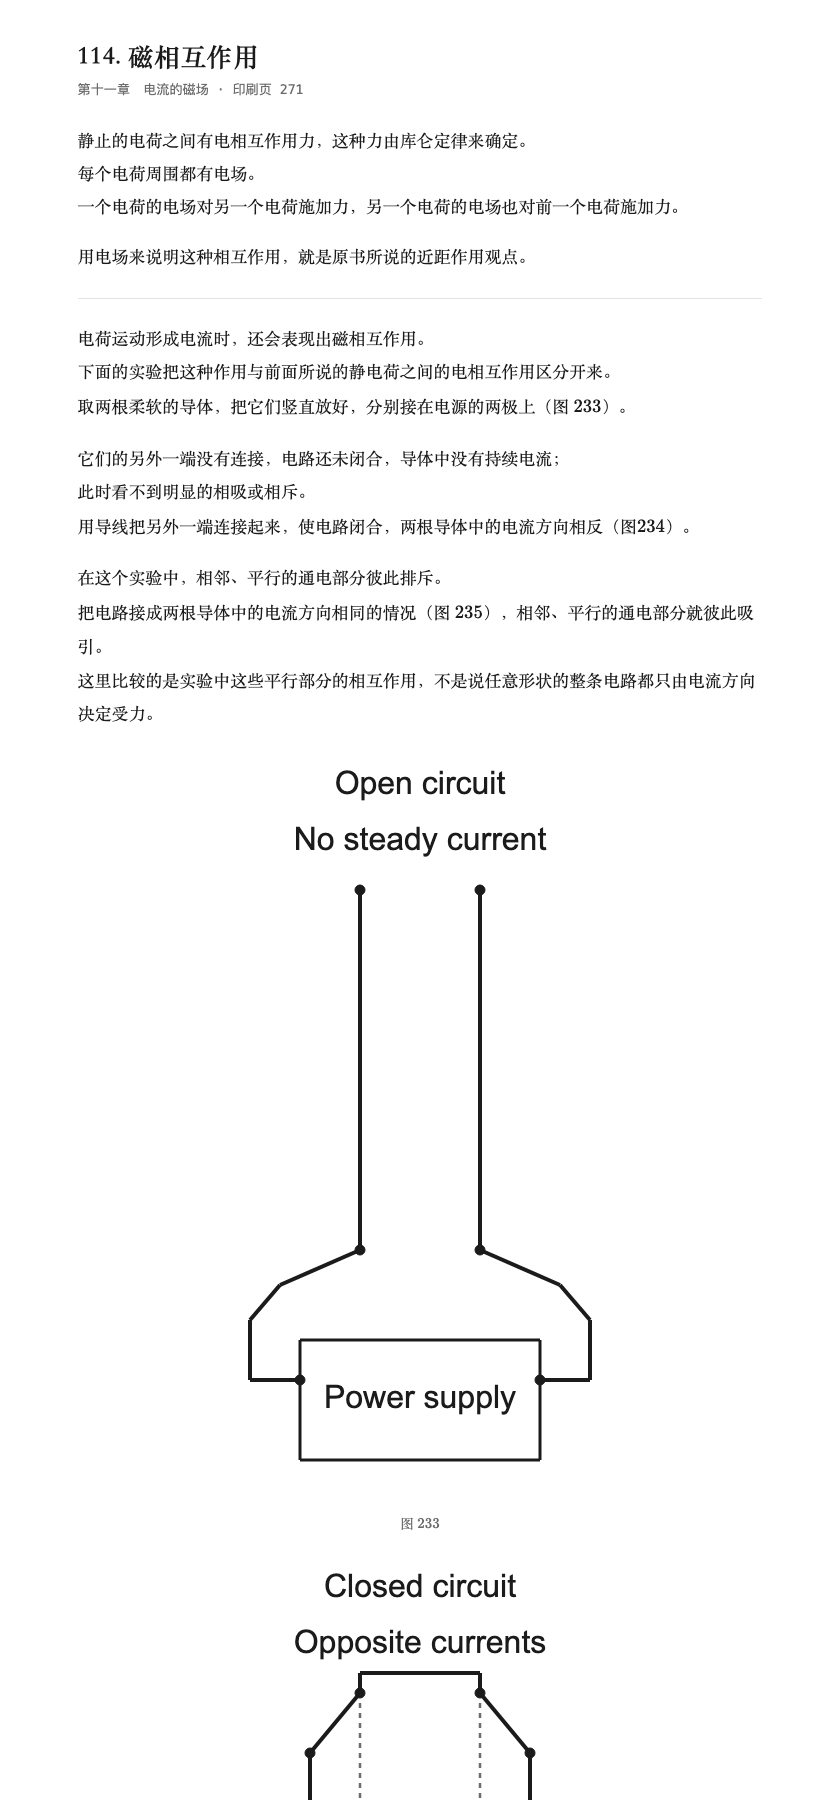 114. 磁相互作用
第十一章　电流的磁场 · 印刷页 271
静止的电荷之间有电相互作用力，这种力由库仑定律来确定。
每个电荷周围都有电场。
一个电荷的电场对另一个电荷施加力，另一个电荷的电场也对前一个电荷施加力。
用电场来说明这种相互作用，就是原书所说的近距作用观点。
电荷运动形成电流时，还会表现出磁相互作用。
下面的实验把这种作用与前面所说的静电荷之间的电相互作用区分开来。
取两根柔软的导体，把它们竖直放好，分别接在电源的两极上（图 233）。
它们的另外一端没有连接，电路还未闭合，导体中没有持续电流；
此时看不到明显的相吸或相斥。
用导线把另外一端连接起来，使电路闭合，两根导体中的电流方向相反（图234）。
在这个实验中，相邻、平行的通电部分彼此排斥。
把电路接成两根导体中的电流方向相同的情况（图 235），相邻、平行的通电部分就彼此吸
引。
这里比较的是实验中这些平行部分的相互作用，不是说任意形状的整条电路都只由电流方向
决定受力。
Open circuit
No steady current
Power supply
图 233
Closed circuit
Opposite currents